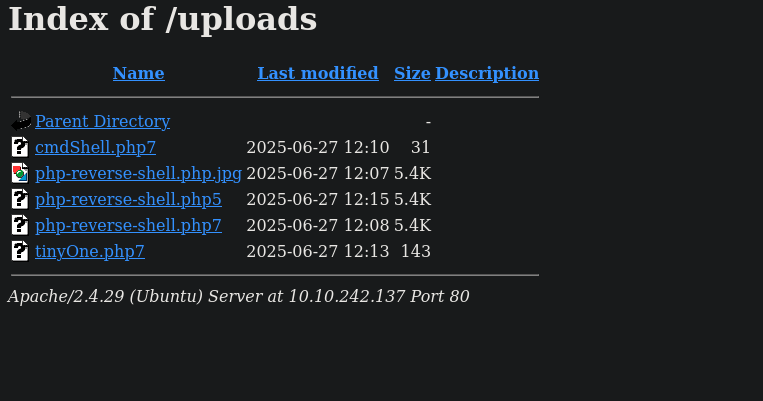 Index of /uploads
Name Last modified Size Description
Parent Directory -
cmdShell.php7 2025-06-27 12:10 31
php-reverse-shell.php.jpg 2025-06-27 12:07 5.4K
php-reverse-shell.php5 2025-06-27 12:15 5.4K
php-reverse-shell.php7 2025-06-27 12:08 5.4K
tinyOne.php7 2025-06-27 12:13 143
Apache/2.4.29 (Ubuntu) Server at 10.10.242.137 Port 80